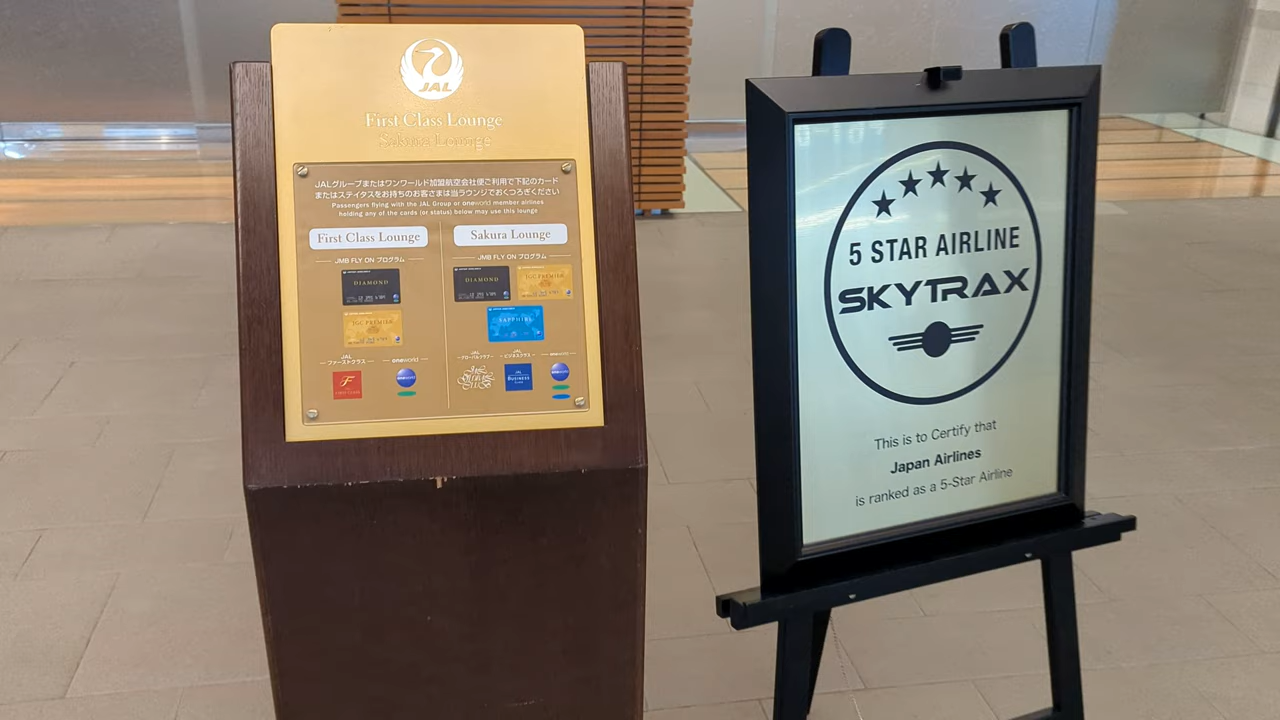 JAL
First Class Lounge
Sakura Lounge
JALグループまたはワンワールド加盟航空会社便ご利用で下記のカード
またはステイタスをお持ちのお客さまは当ラウンジでおくつろぎください
Passengers flying with the JAL Group or oneworld member airlines
holding any of the cards (or status) below may use this lounge
First Class Lounge
JMB FLY ON プログラム
DIAMOND
JGC PREMIER
JAL
ファーストクラス
oneworld
F
FIRST CLASS
Sakura Lounge
JMB FLY ON プログラム
DIAMOND
JGC PREMIER
SAPPHIRE
JAL
グローバルクラブ
JAL
ビジネスクラス
oneworld
JAL
BUSINESS
CLASS
5 STAR AIRLINE
SKYTRAX
This is to Certify that
Japan Airlines
is ranked as a 5-Star Airline